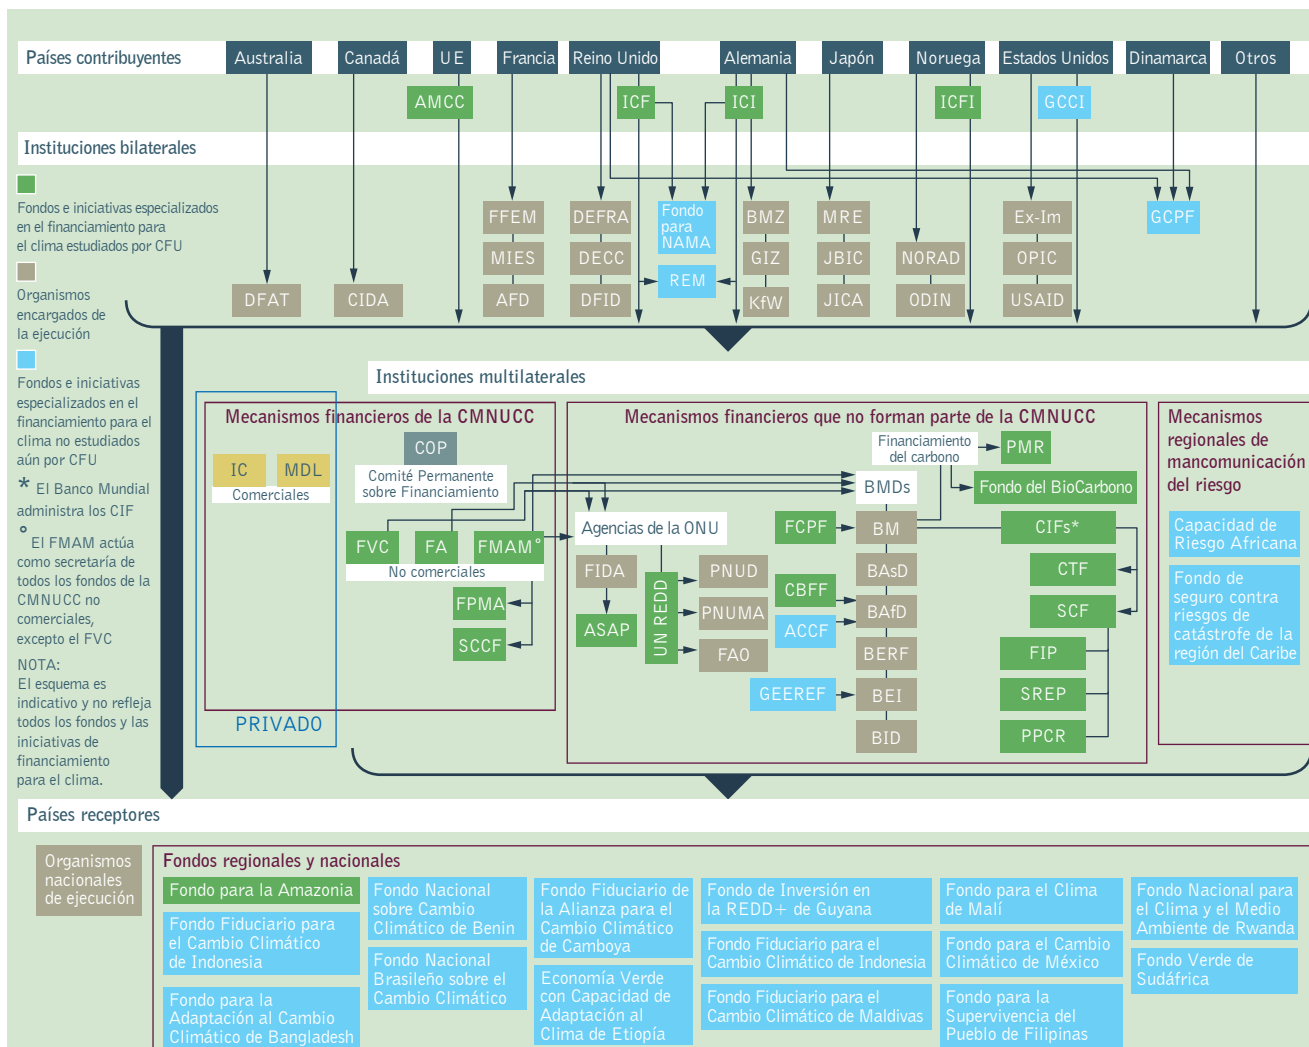 Países contribuyentes
Australia
Canadá
UE
Francia
Reino Unido
Alemania
Japón
Noruega
Estados Unidos
Dinamarca
Otros
AMCC
ICF
ICI
ICFI
GCCI
Instituciones bilaterales
Fondos e iniciativas especializados
en el financiamiento para
el clima estudiados por CFU
Organismos
encargados de
la ejecución
Fondos e iniciativas
especializados en el
financiamiento para el
clima no estudiados
aún por CFU
* El Banco Mundial
administra los CIF
° El FMAM actúa
como secretaría de
todos los fondos de la
CMNUCC no
comerciales,
excepto el FVC
NOTA:
El esquema es
indicativo y no refleja
todos los fondos y las
iniciativas de
financiamiento
para el clima.
DFAT
CIDA
FFEM
MIES
AFD
DEFRA
DECC
DFID
Fondo
para
NAMA
REM
BMZ
GIZ
KfW
MRE
JBIC
JICA
NORAD
ODIN
Ex-Im
OPIC
USAID
GCPF
Instituciones multilaterales
Mecanismos financieros de la CMNUCC
COP
Comité Permanente
sobre Financiamiento
IC
MDL
Comerciales
FVC
FA
FMAM°
No comerciales
FPMA
SCCF
PRIVADO
Mecanismos financieros que no forman parte de la CMNUCC
Financiamiento
del carbono
PMR
BMDs
Fondo del BioCarbono
Agencias de la ONU
FIDA
ASAP
UN REDD
PNUD
PNUMA
FAO
FCPF
CBFF
ACCF
GEEREF
BM
BAsD
BAfD
BERF
BEI
BID
CIFs*
CTF
SCF
FIP
SREP
PPCR
Mecanismos
regionales de
mancomunicación
del riesgo
Capacidad de
Riesgo Africana
Fondo de
seguro contra
riesgos de
catástrofe de la
región del Caribe
Países receptores
Organismos
nacionales
de ejecución
Fondos regionales y nacionales
Fondo para la Amazonia
Fondo Fiduciario para
el Cambio Climático
de Indonesia
Fondo para la
Adaptación al Cambio
Climático de Bangladesh
Fondo Nacional
sobre Cambio
Climático de Benin
Fondo Nacional
Brasileño sobre el
Cambio Climático
Fondo Fiduciario de
la Alianza para el
Cambio Climático
de Camboya
Economía Verde
con Capacidad de
Adaptación al
Clima de Etiopía
Fondo de Inversión en
la REDD+ de Guyana
Fondo Fiduciario para el
Cambio Climático de Indonesia
Fondo Fiduciario para el
Cambio Climático de Maldivas
Fondo para el Clima
de Malí
Fondo para el Cambio
Climático de México
Fondo para la
Supervivencia del
Pueblo de Filipinas
Fondo Nacional para
el Clima y el Medio
Ambiente de Rwanda
Fondo Verde de
Sudáfrica